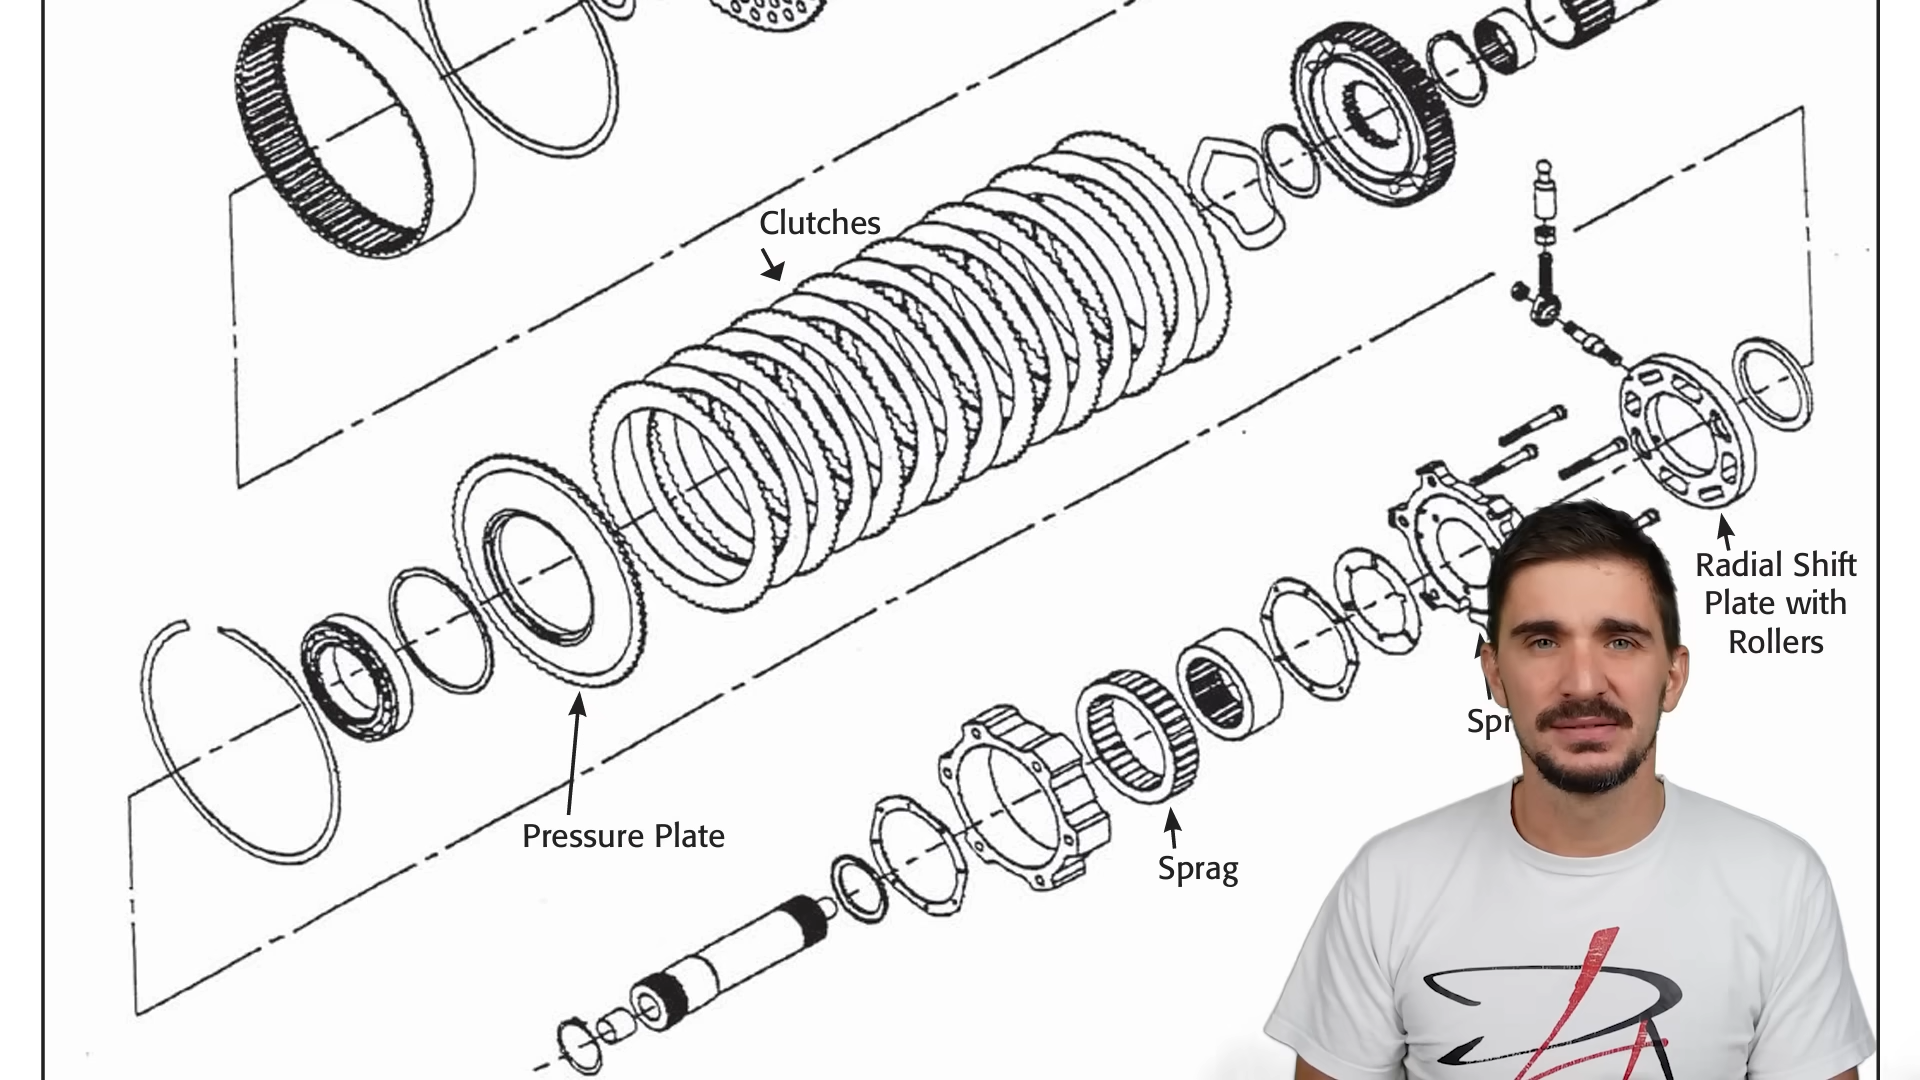 Clutches
Radial Shift
Plate with
Rollers
Pressure Plate
Sprag